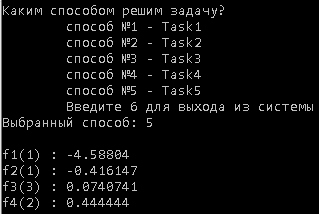 Каким способом решим задачу?
способ №1 - Task1
способ №2 - Task2
способ №3 - Task3
способ №4 - Task4
способ №5 - Task5
Введите 6 для выхода из системы
Выбранный способ: 5
f1(1) : -4.58804
f2(1) : -0.416147
f3(3) : 0.0740741
f4(2) : 0.444444